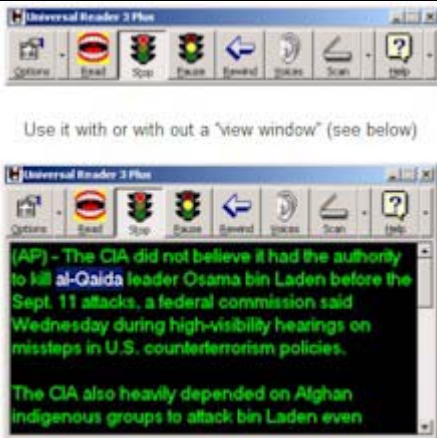 Universal Reader 3 Plus
Options Read Stop Pause Rewind Voices Scan Help
Use it with or with out a "view window" (see below)
Universal Reader 3 Plus
Options Read Stop Pause Rewind Voices Scan Help
(AP) - The CIA did not believe it had the authority
to kill al-Qaida leader Osama bin Laden before the
Sept. 11 attacks, a federal commission said
Wednesday during high-visibility hearings on
missteps in U.S. counterterrorism policies.
The CIA also heavily depended on Afghan
indigenous groups to attack bin Laden even